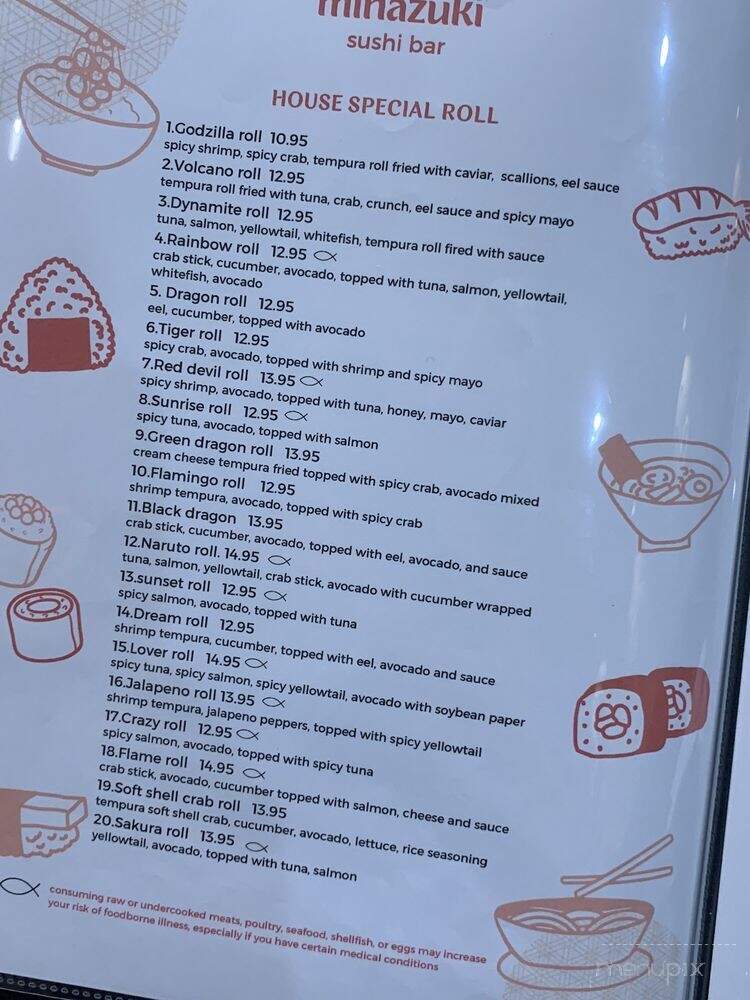 minazuki
sushi bar
HOUSE SPECIAL ROLL
1.Godzilla roll 10.95
spicy shrimp, spicy crab, tempura roll fried with caviar, scallions, eel sauce
2.Volcano roll 12.95
tempura roll fried with tuna, crab, crunch, eel sauce and spicy mayo
3.Dynamite roll 12.95
tuna, salmon, yellowtail, whitefish, tempura roll fired with sauce
4.Rainbow roll 12.95
crab stick, cucumber, avocado, topped with tuna, salmon, yellowtail,
whitefish, avocado
5. Dragon roll 12.95
eel, cucumber, topped with avocado
6.Tiger roll 12.95
spicy crab, avocado, topped with shrimp and spicy mayo
7.Red devil roll 13.95
spicy shrimp, avocado, topped with tuna, honey, mayo, caviar
8.Sunrise roll 12.95
spicy tuna, avocado, topped with salmon
9.Green dragon roll 13.95
cream cheese tempura fried topped with spicy crab, avocado mixed
10.Flamingo roll 12.95
shrimp tempura, avocado, topped with spicy crab
11.Black dragon 13.95
crab stick, cucumber, avocado, topped with eel, avocado, and sauce
12.Naruto roll. 14.95
tuna, salmon, yellowtail, crab stick, avocado with cucumber wrapped
13.sunset roll 12.95
spicy salmon, avocado, topped with tuna
14.Dream roll 12.95
shrimp tempura, cucumber, topped with eel, avocado and sauce
15.Lover roll 14.95
spicy tuna, spicy salmon, spicy yellowtail, avocado with soybean paper
16.Jalapeno roll 13.95
shrimp tempura, jalapeno peppers, topped with spicy yellowtail
17.Crazy roll 12.95
spicy salmon, avocado, topped with spicy tuna
18.Flame roll 14.95
crab stick, avocado, cucumber topped with salmon, cheese and sauce
19.Soft shell crab roll 13.95
tempura soft shell crab, cucumber, avocado, lettuce, rice seasoning
20.Sakura roll 13.95
yellowtail, avocado, topped with tuna, salmon
consuming raw or undercooked meats, poultry, seafood, shellfish, or eggs may increase
your risk of foodborne illness, especially if you have certain medical conditions
menupix